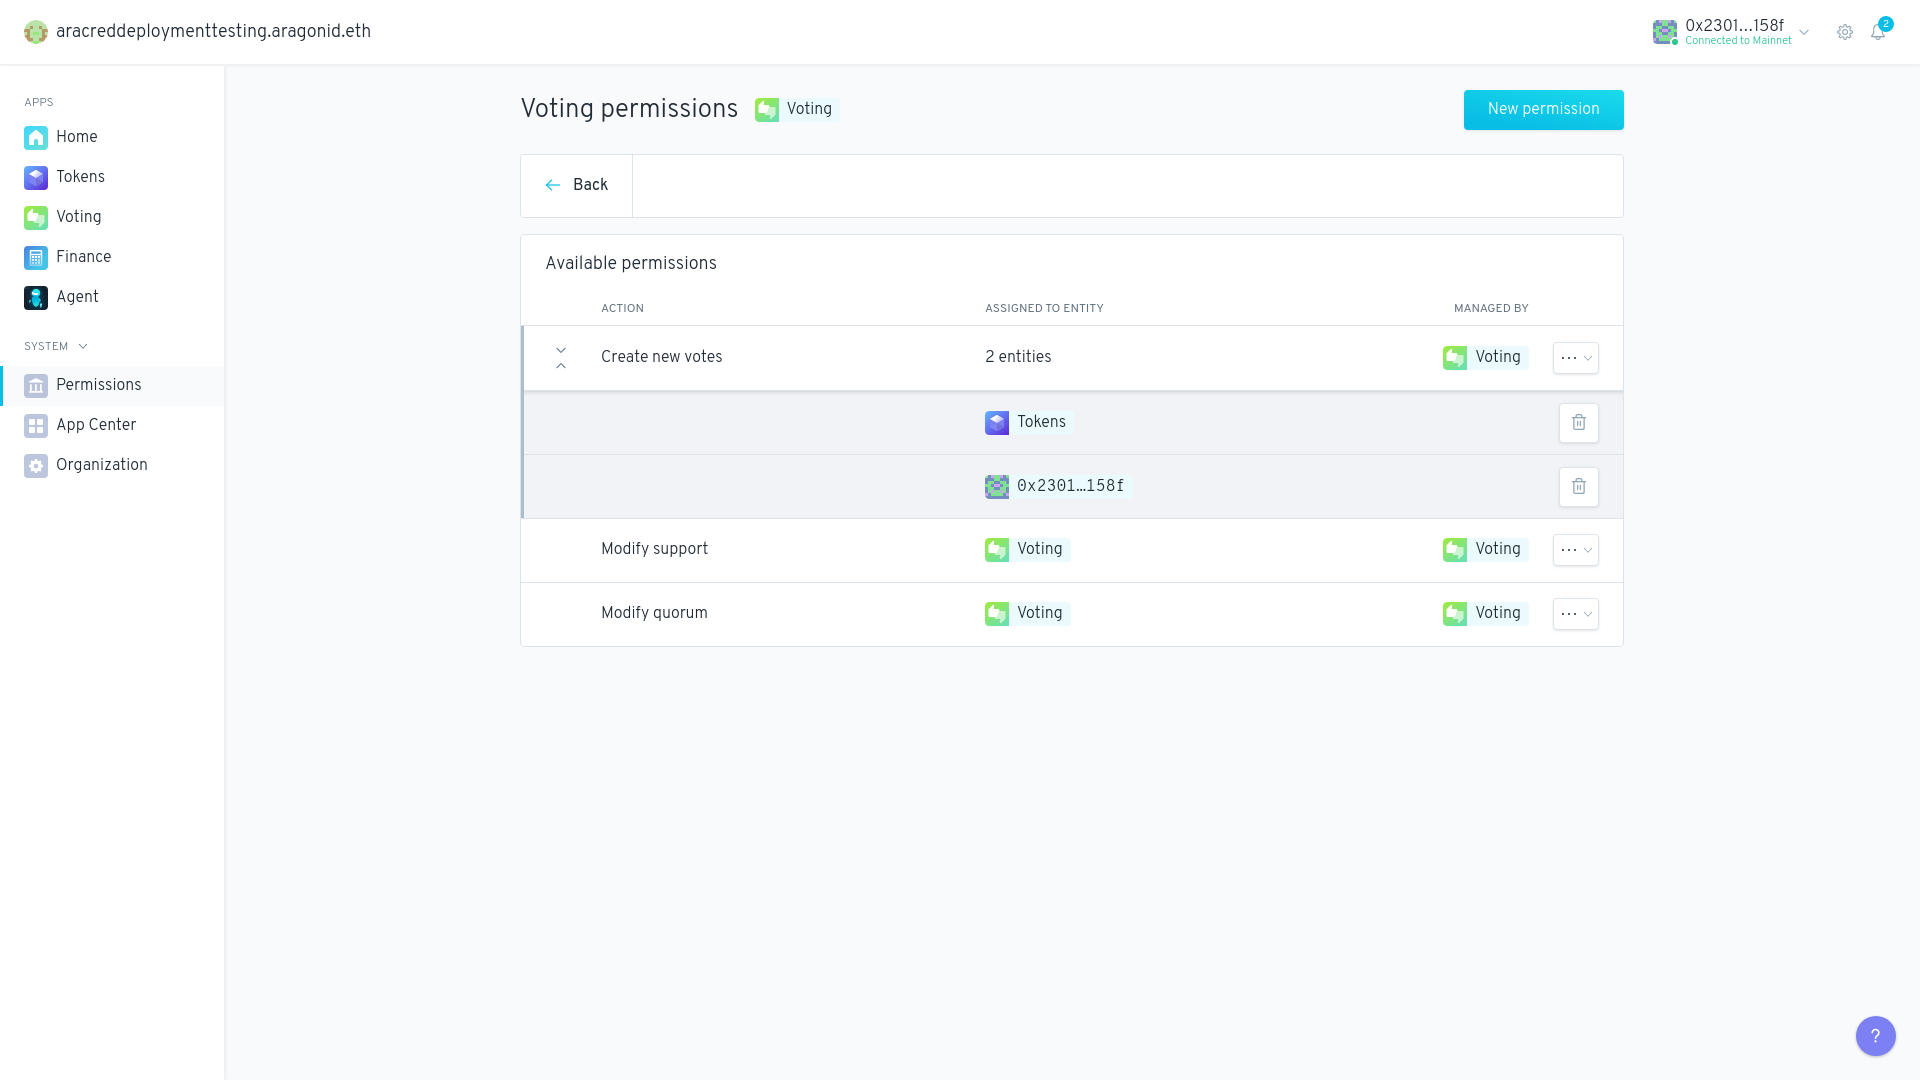 aracreddeploymenttesting.aragonid.eth
0x2301...158f
Connected to Mainnet
2
APPS
Home
Tokens
Voting
Finance
Agent
SYSTEM
Permissions
App Center
Organization
Voting permissions
Voting
New permission
Back
Available permissions
ACTION
ASSIGNED TO ENTITY
MANAGED BY
Create new votes
2 entities
Voting
Tokens
0x2301…158f
Modify support
Voting
Voting
Modify quorum
Voting
Voting
?